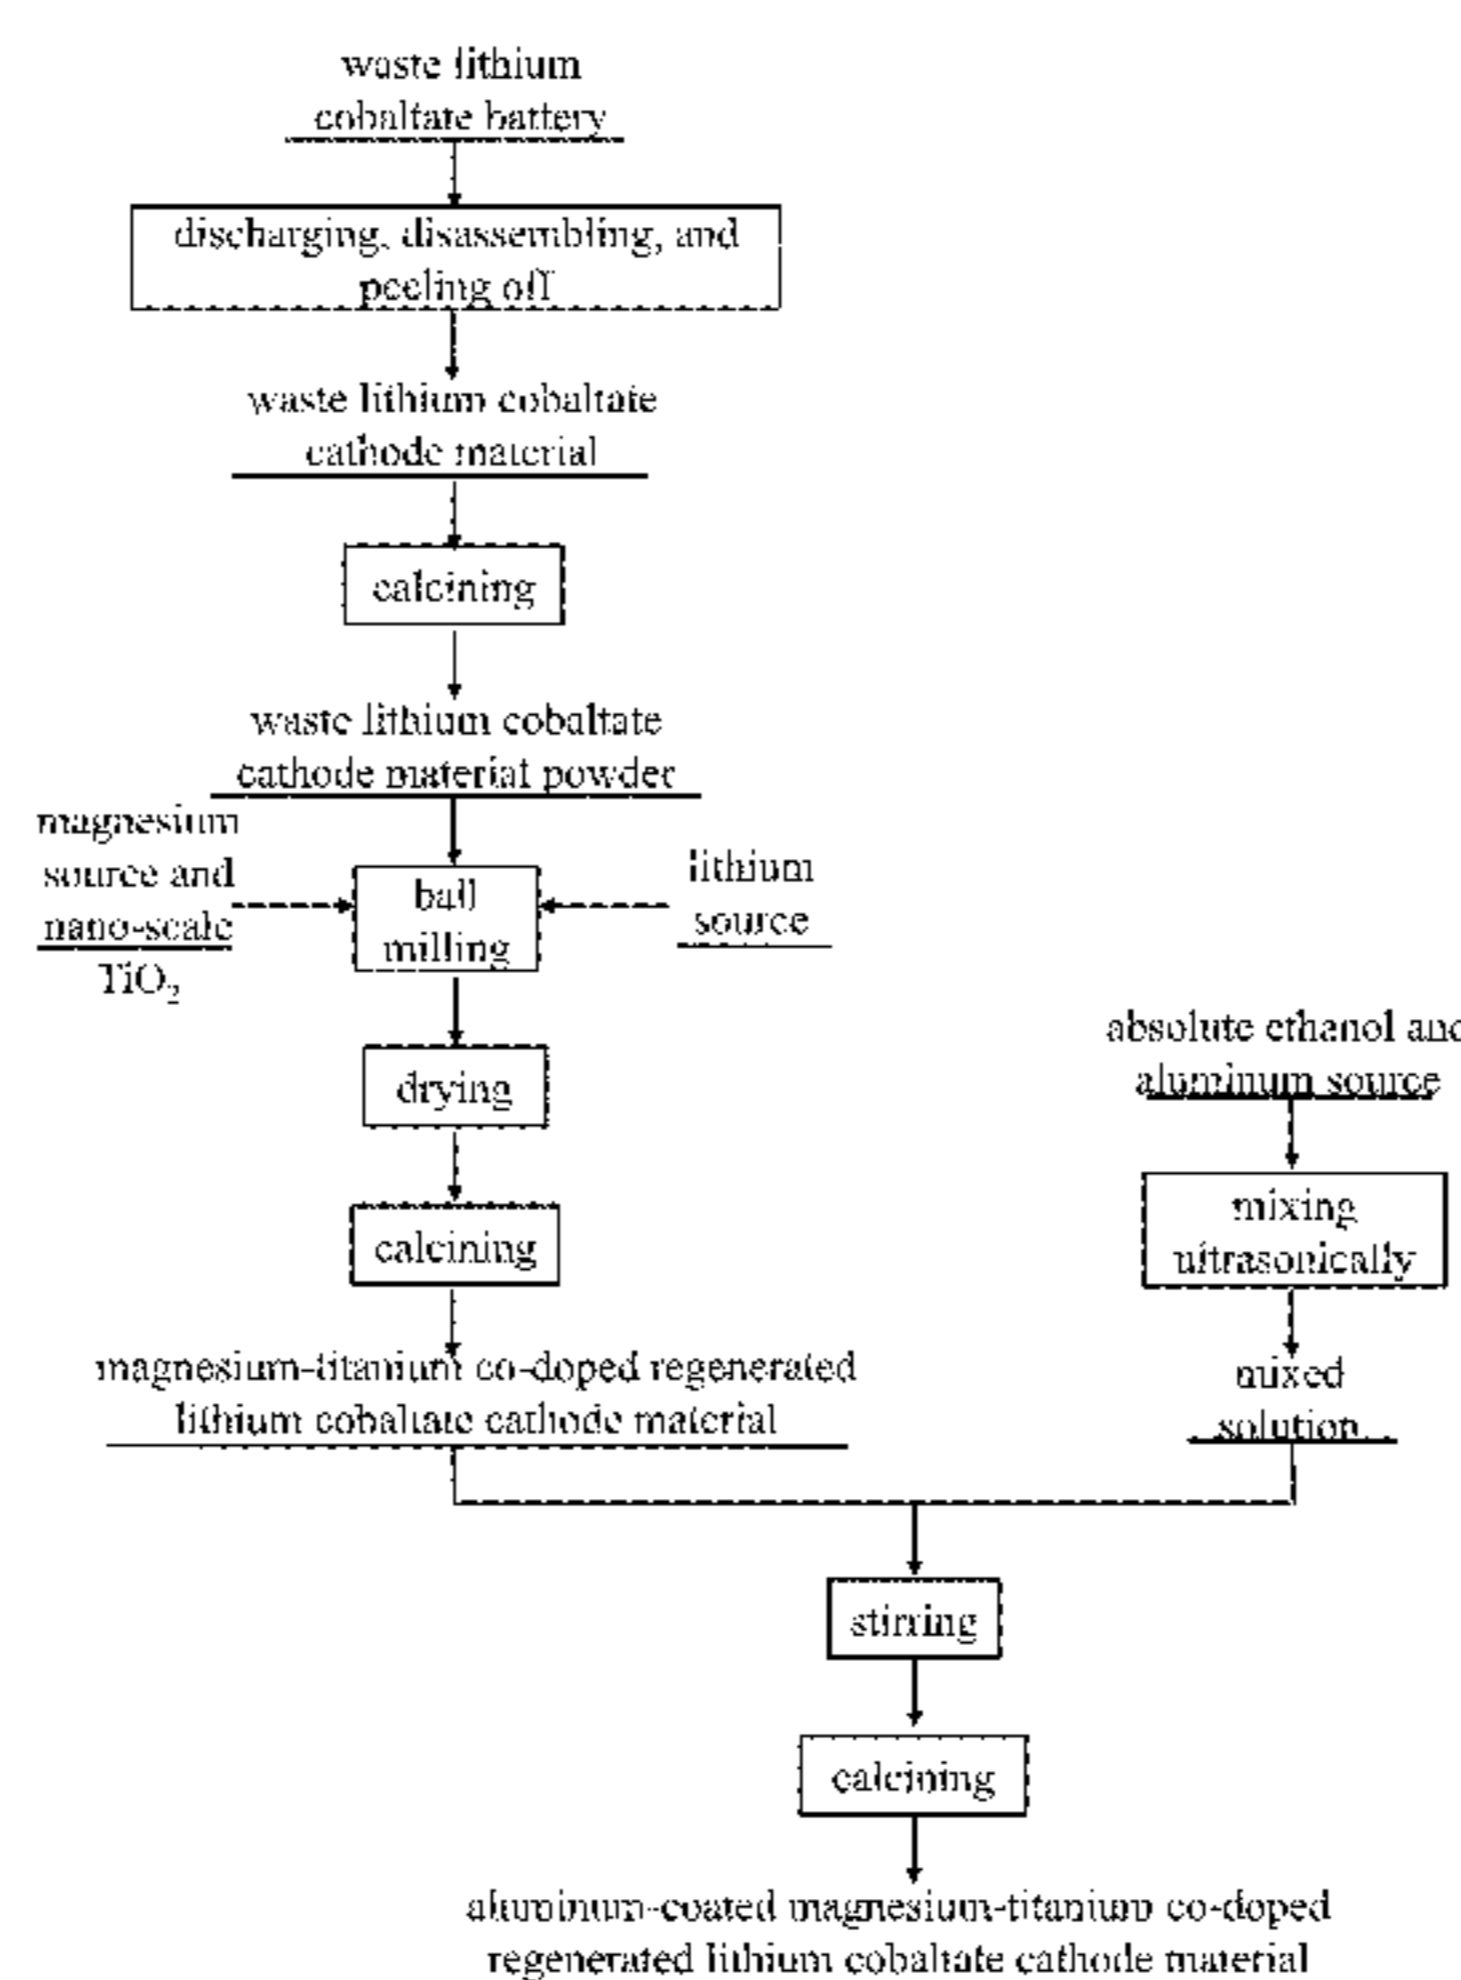 waste lithium
cobaltate battery
discharging, disassembling, and
peeling off
waste lithium cobaltate
cathode material
calcining
waste lithium cobaltate
cathode material powder
magnesium
source and
nano-scale
TiO₂
ball
milling
lithium
source
drying
calcining
absolute ethanol and
aluminum source
mixing
ultrasonically
mixed
solution
magnesium-titanium co-doped regenerated
lithium cobaltate cathode material
stirring
calcining
aluminum-coated magnesium-titanium co-doped
regenerated lithium cobaltate cathode material